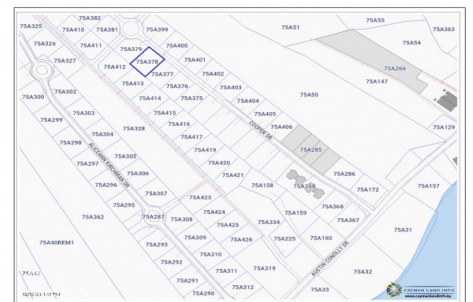 75A382
75A399
75A55
75A325
75A410
75A381
75A51
75A363
75A326
75A411
75A379
75A400
75A54
75A327
75A412
75A378
75A401
75A266
75A377
75A402
75A147
75A413
75A376
75A300
75A302
75A414
75A375
75A403
75A50
75A303
75A415
75A404
75A299
75A328
75A416
75A405
75A129
75A304
75A417
75A406
75A298
75A305
75A419
75A285
75A297
75A306
75A420
75A286
75A296
75A421
75A158
75A172
75A157
75A307
75A423
75A295
75A368
75A362
75A287
75A308
75A424
75A159
75A367
75A425
75A334
75A31
75A40REM1
75A293
75A309
75A426
75A225
75A160
75A292
75A310
75A291
75A311
75A319
75A32
75A290
75A312
75A33
AUSTIN CONOLLY DR
CAYMAN LAND INFO
www.caymanlandinfo.ky